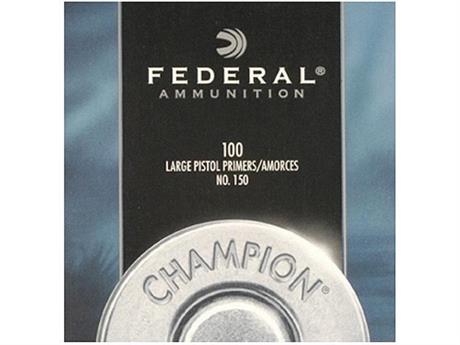 FEDERAL®
AMMUNITION
100
LARGE PISTOL PRIMERS/AMORCES
NO. 150
CHAMPION®